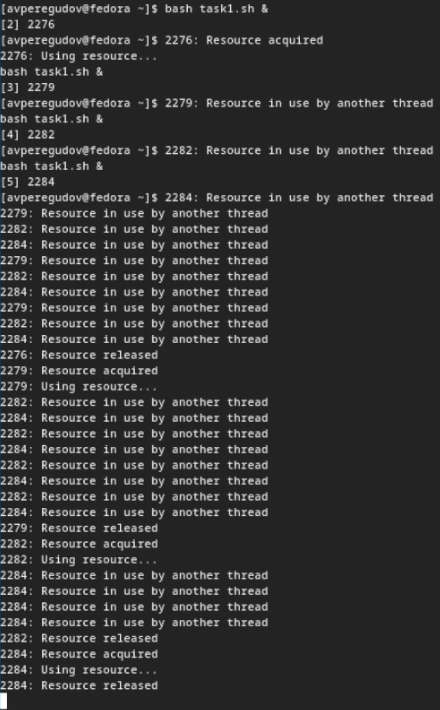 [avperegudov@fedora ~]$ bash task1.sh &
[2] 2276
[avperegudov@fedora ~]$ 2276: Resource acquired
2276: Using resource...
bash task1.sh &
[3] 2279
[avperegudov@fedora ~]$ 2279: Resource in use by another thread
bash task1.sh &
[4] 2282
[avperegudov@fedora ~]$ 2282: Resource in use by another thread
bash task1.sh &
[5] 2284
[avperegudov@fedora ~]$ 2284: Resource in use by another thread
2279: Resource in use by another thread
2282: Resource in use by another thread
2284: Resource in use by another thread
2279: Resource in use by another thread
2282: Resource in use by another thread
2284: Resource in use by another thread
2279: Resource in use by another thread
2282: Resource in use by another thread
2284: Resource in use by another thread
2276: Resource released
2279: Resource acquired
2279: Using resource...
2282: Resource in use by another thread
2284: Resource in use by another thread
2282: Resource in use by another thread
2284: Resource in use by another thread
2282: Resource in use by another thread
2284: Resource in use by another thread
2282: Resource in use by another thread
2284: Resource in use by another thread
2279: Resource released
2282: Resource acquired
2282: Using resource...
2284: Resource in use by another thread
2284: Resource in use by another thread
2284: Resource in use by another thread
2284: Resource in use by another thread
2282: Resource released
2284: Resource acquired
2284: Using resource...
2284: Resource released